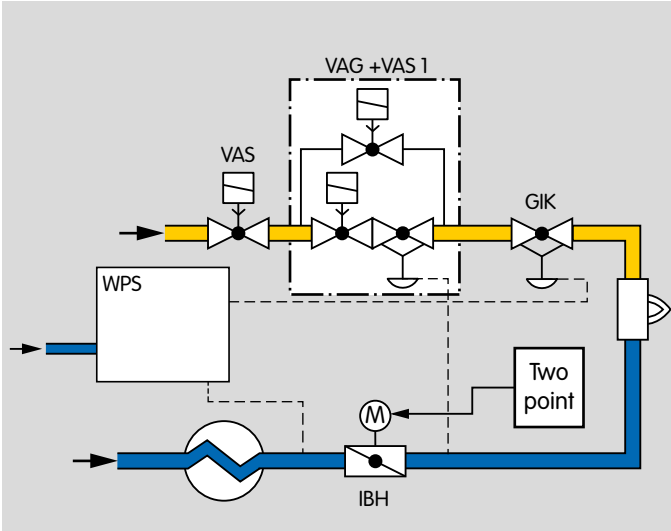 VAG +VAS 1
VAS
GIK
WPS
Two
point
M
IBH